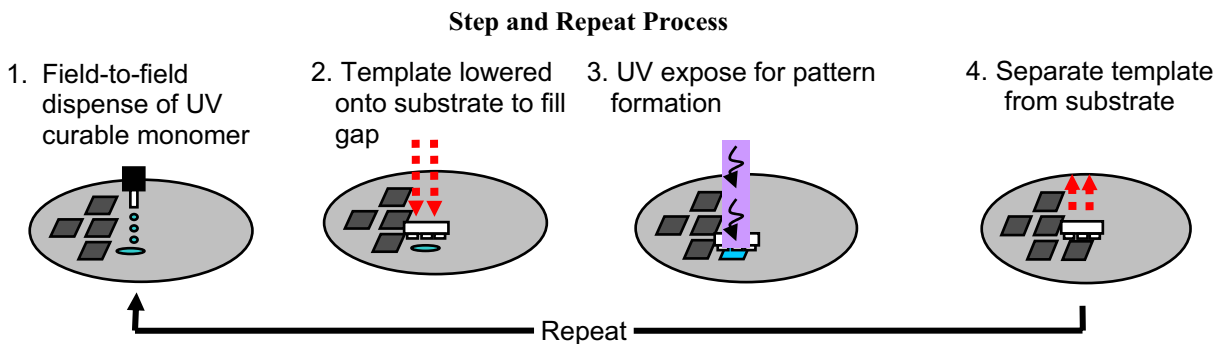 Step and Repeat Process
1. Field-to-field
dispense of UV
curable monomer
2. Template lowered
onto substrate to fill
gap
3. UV expose for pattern
formation
4. Separate template
from substrate
Repeat